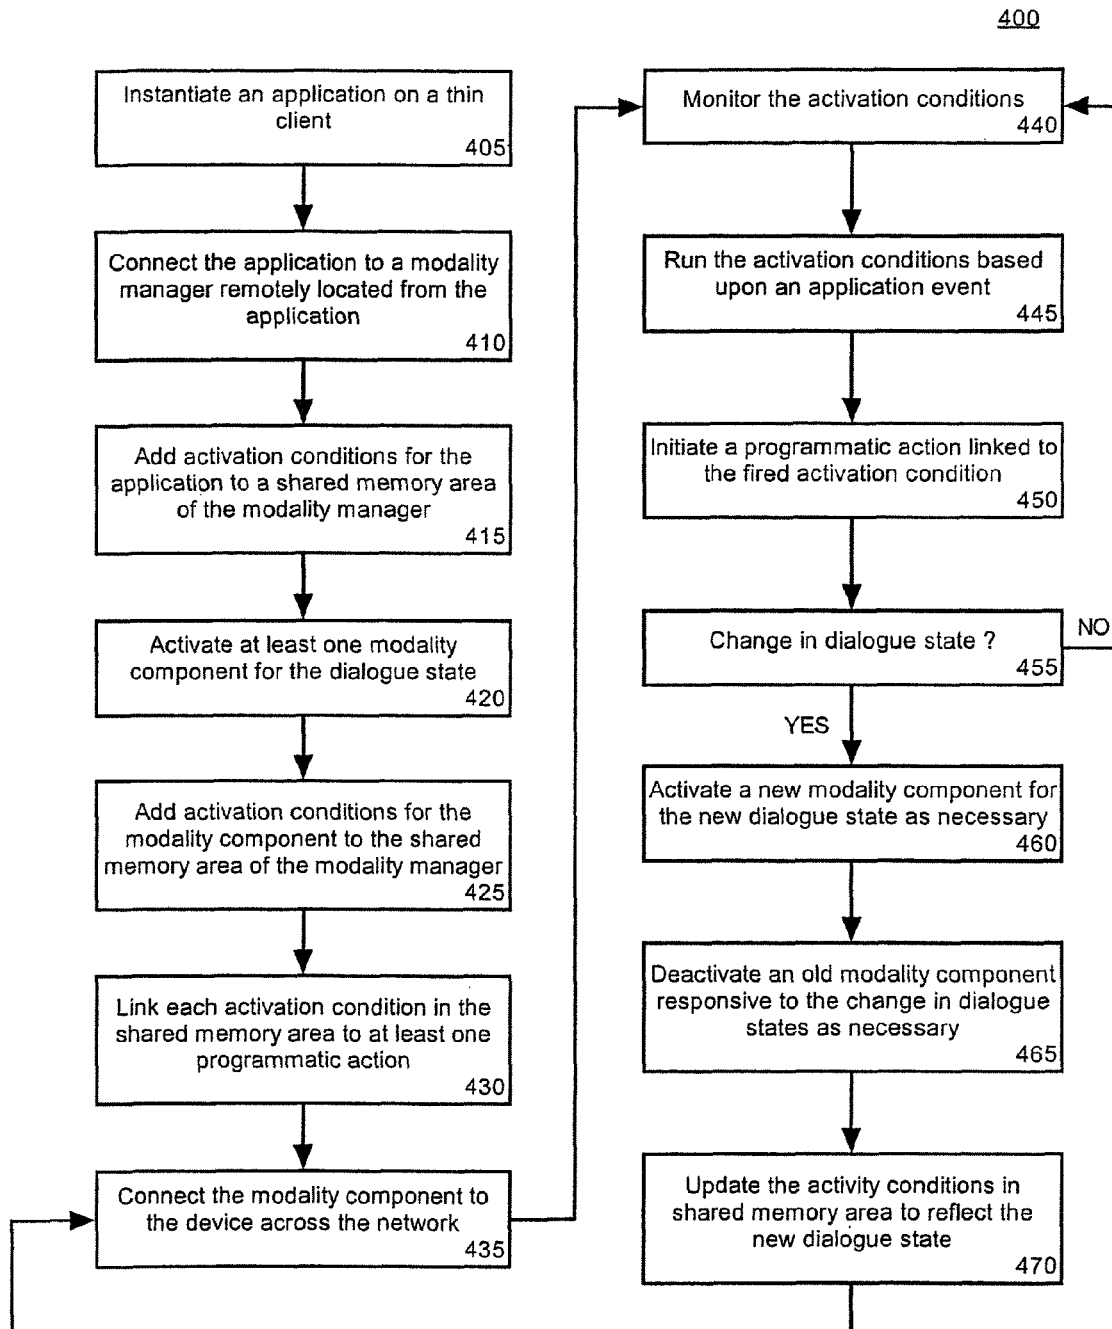 400
Instantiate an application on a thin
client
405
Connect the application to a modality
manager remotely located from the
application
410
Add activation conditions for the
application to a shared memory area
of the modality manager
415
Activate at least one modality
component for the dialogue state
420
Add activation conditions for the
modality component to the shared
memory area of the modality manager
425
Link each activation condition in the
shared memory area to at least one
programmatic action
430
Connect the modality component to
the device across the network
435
Monitor the activation conditions
440
Run the activation conditions based
upon an application event
445
Initiate a programmatic action linked to
the fired activation condition
450
Change in dialogue state ?
455
NO
YES
Activate a new modality component for
the new dialogue state as necessary
460
Deactivate an old modality component
responsive to the change in dialogue
states as necessary
465
Update the activity conditions in
shared memory area to reflect the
new dialogue state
470